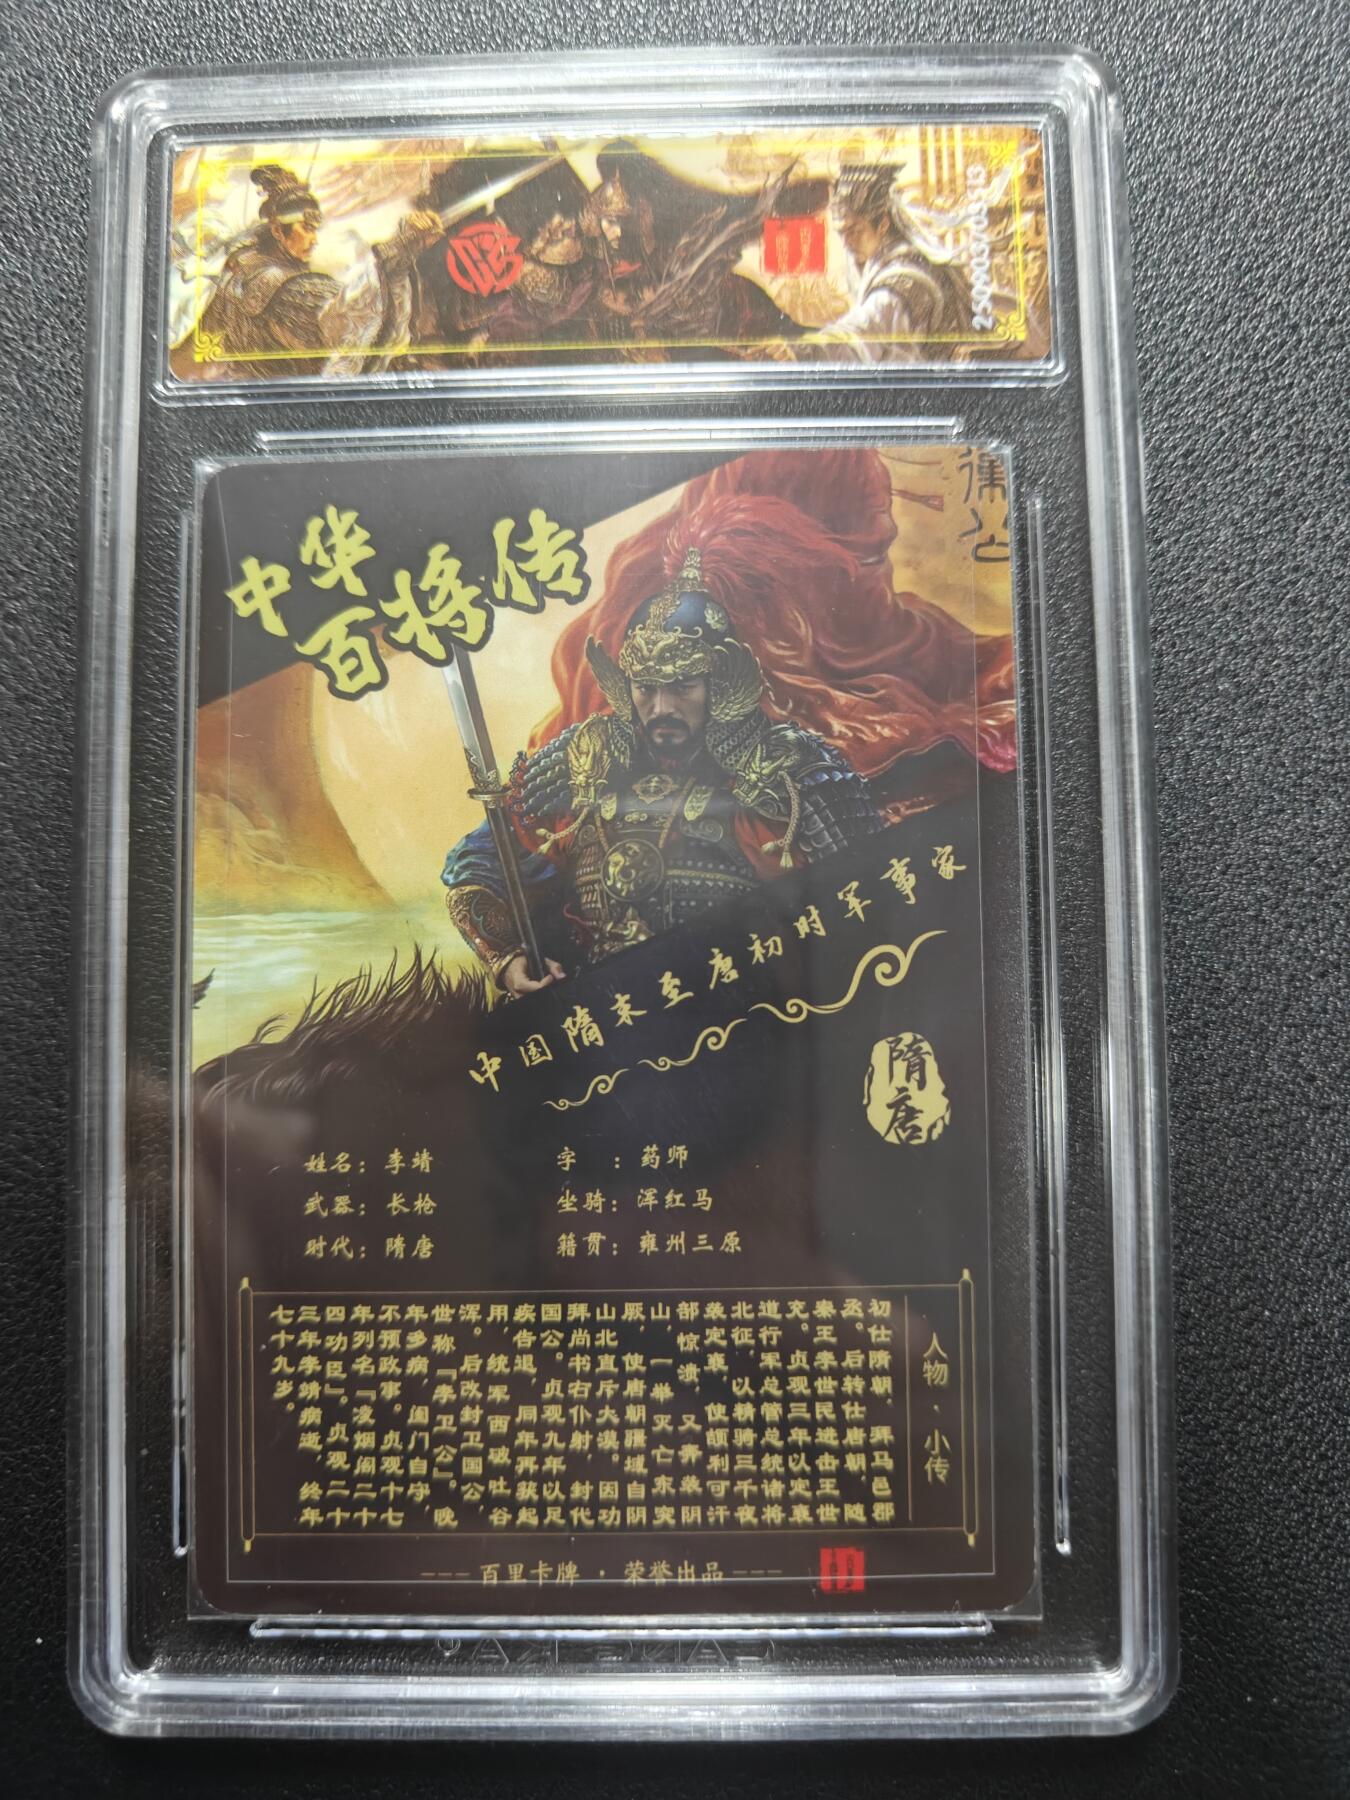 中华
百将传
中国隋末至唐初时军事家
隋唐
姓名：李靖
字：药师
武器：长枪
坐骑：浑红马
时代：隋唐
籍贯：雍州三原
人物·小传
初仕隋朝，拜马邑郡
丞。后转仕唐朝，随
秦王李世民进击王世
充。贞观三年以定襄
道行军总管总统诸将
北征，以精骑三千夜
袭定襄，使颉利可汗
部惊溃，又奔袭阴
山，一举灭亡东突
厥，使唐朝疆域自阴
山北直斥大漠。因功
拜尚书右仆射，封代
国公。贞观九年以足
疾告退，同年再获起
用，统军西破吐谷
浑。后改封卫国公，
世称『李卫公』。晚
年多病，阖门自守，
不预政事。贞观十七
年列名『凌烟阁二十
四功臣』。贞观二十
三年李靖病逝，终年
七十九岁。
--- 百里卡牌 · 荣誉出品 ---